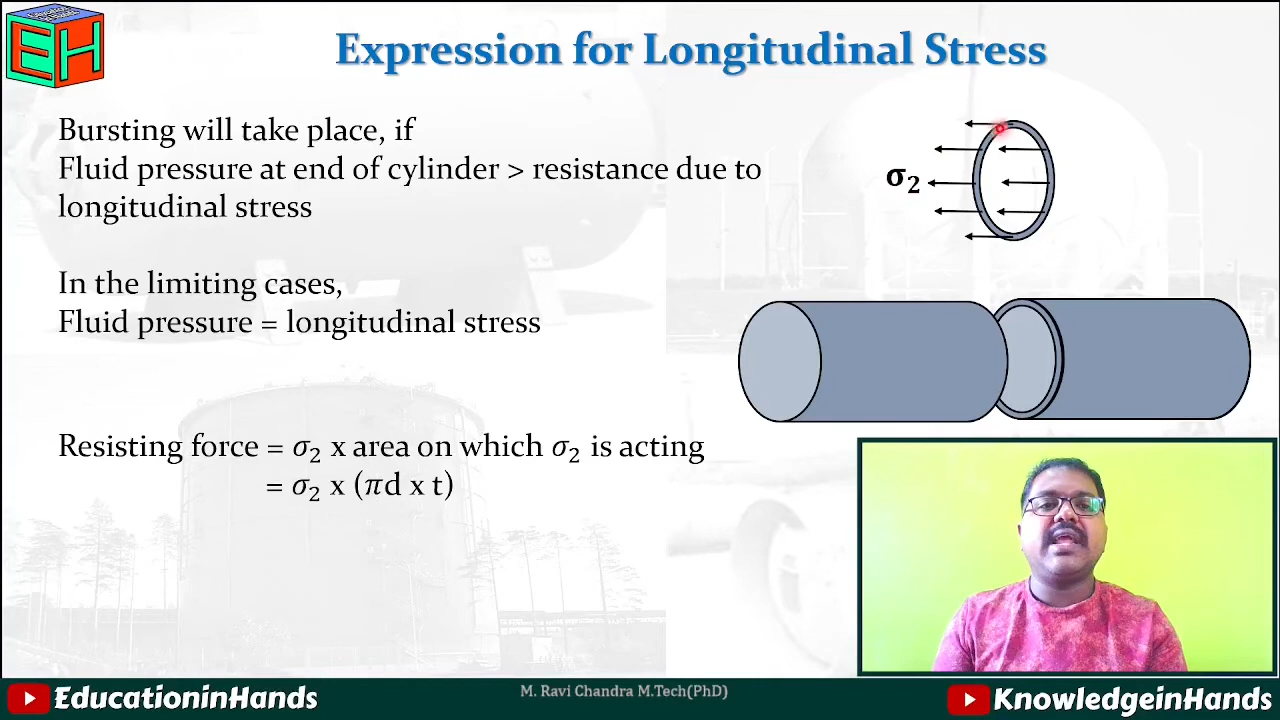 Expression for Longitudinal Stress
EH
Bursting will take place, if
Fluid pressure at end of cylinder > resistance due to
longitudinal stress
In the limiting cases,
Fluid pressure = longitudinal stress
Resisting force = σ₂ x area on which σ₂ is acting
= σ₂ x (πd x t)
σ₂
EducationinHands
M. Ravi Chandra M.Tech(PhD)
KnowledgeinHands